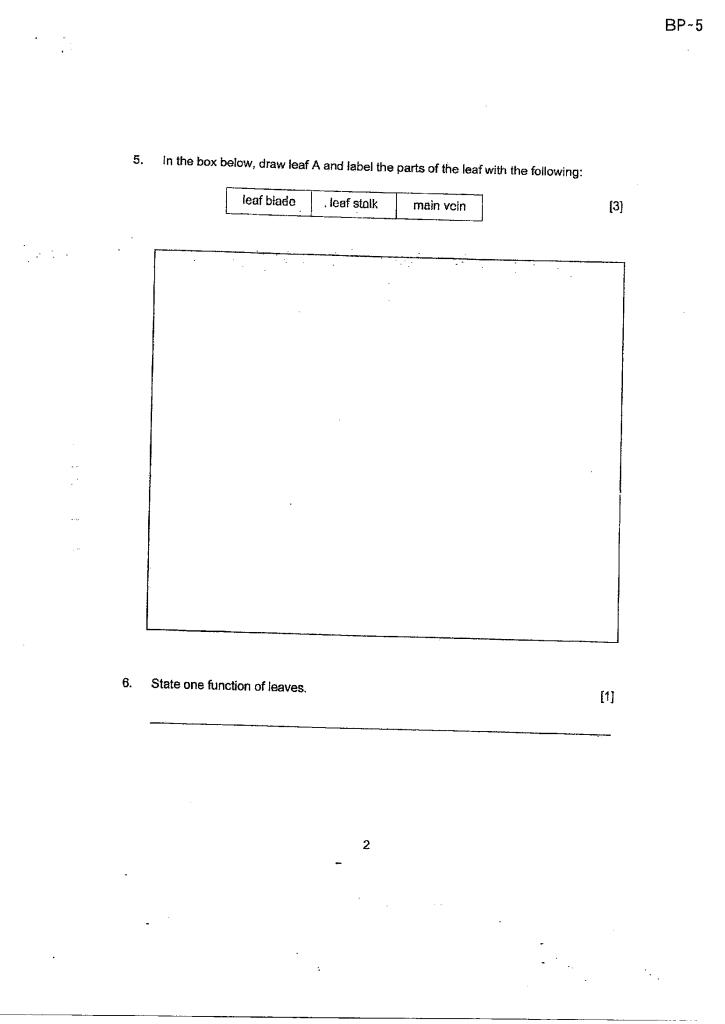 BP-5
5. In the box below, draw leaf A and label the parts of the leaf with the following:
leaf blade leaf stalk main vein [3]
6. State one function of leaves. [1]
2